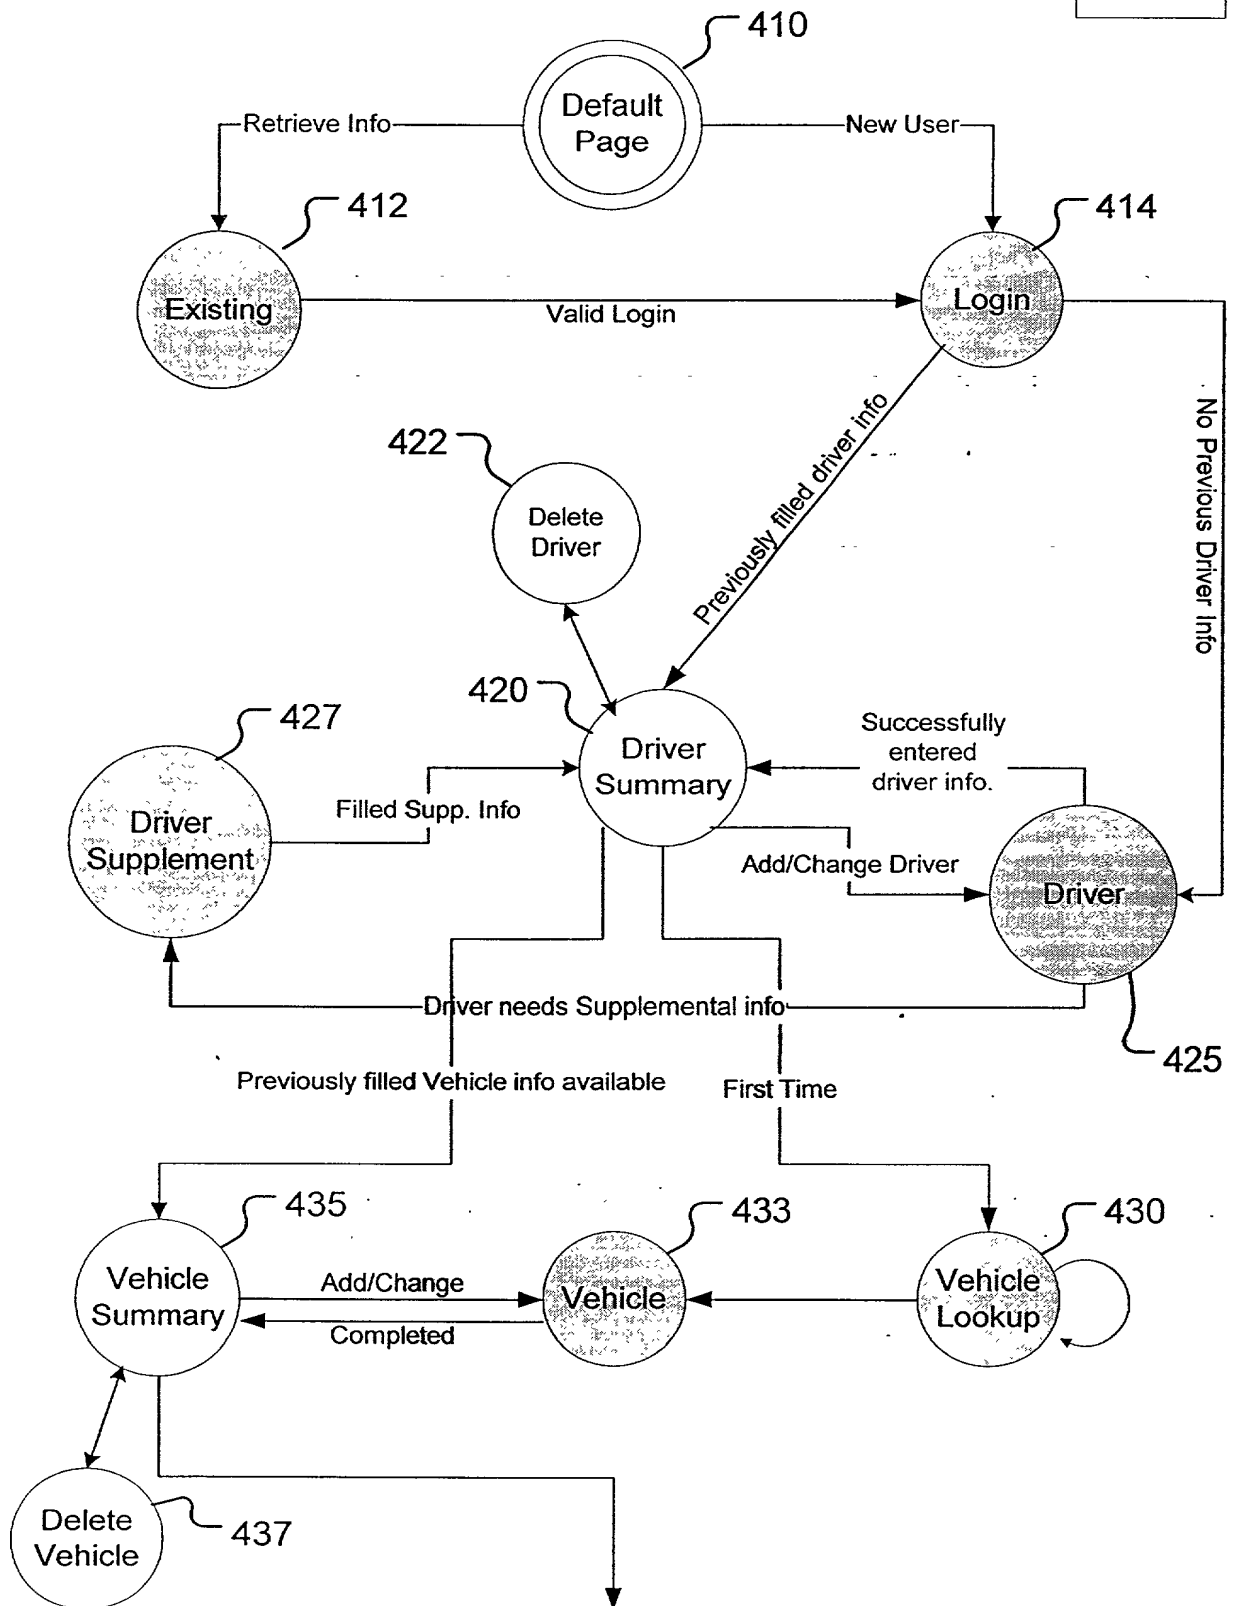 410
Default
Page
Retrieve Info
New User
412
414
Existing
Login
Valid Login
Previously filled driver info
No Previous Driver Info
422
Delete
Driver
420
427
Driver
Summary
Successfully
entered
driver info.
Driver
Supplement
Filled Supp. Info
Add/Change Driver
Driver
Driver needs Supplemental info
425
Previously filled Vehicle info available
First Time
435
433
430
Vehicle
Summary
Add/Change
Completed
Vehicle
Vehicle
Lookup
Delete
Vehicle
437